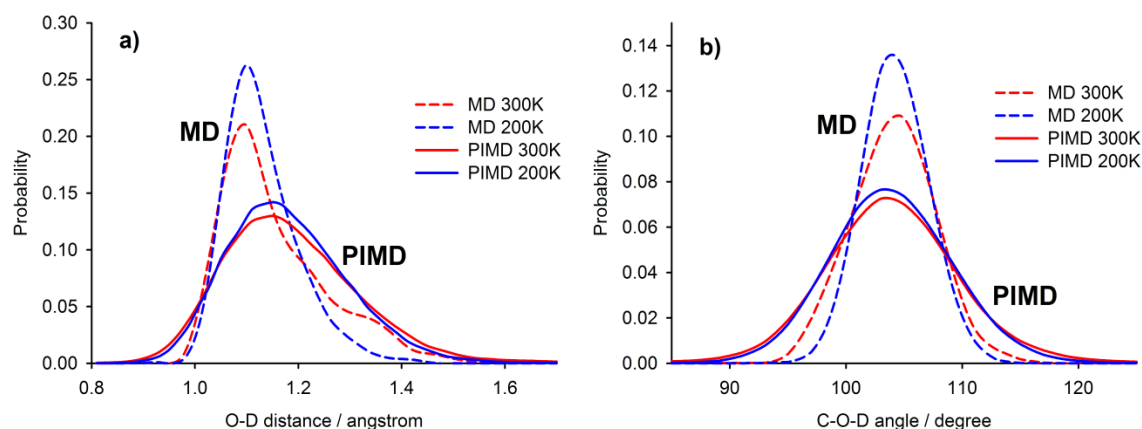 a)
0.30
0.25
0.20
0.15
0.10
0.05
0.00
Probability
0.8
1.0
1.2
1.4
1.6
O-D distance / angstrom
MD
PIMD
MD 300K
MD 200K
PIMD 300K
PIMD 200K
b)
0.14
0.12
0.10
0.08
0.06
0.04
0.02
0.00
Probability
90
100
110
120
C-O-D angle / degree
MD
PIMD
MD 300K
MD 200K
PIMD 300K
PIMD 200K